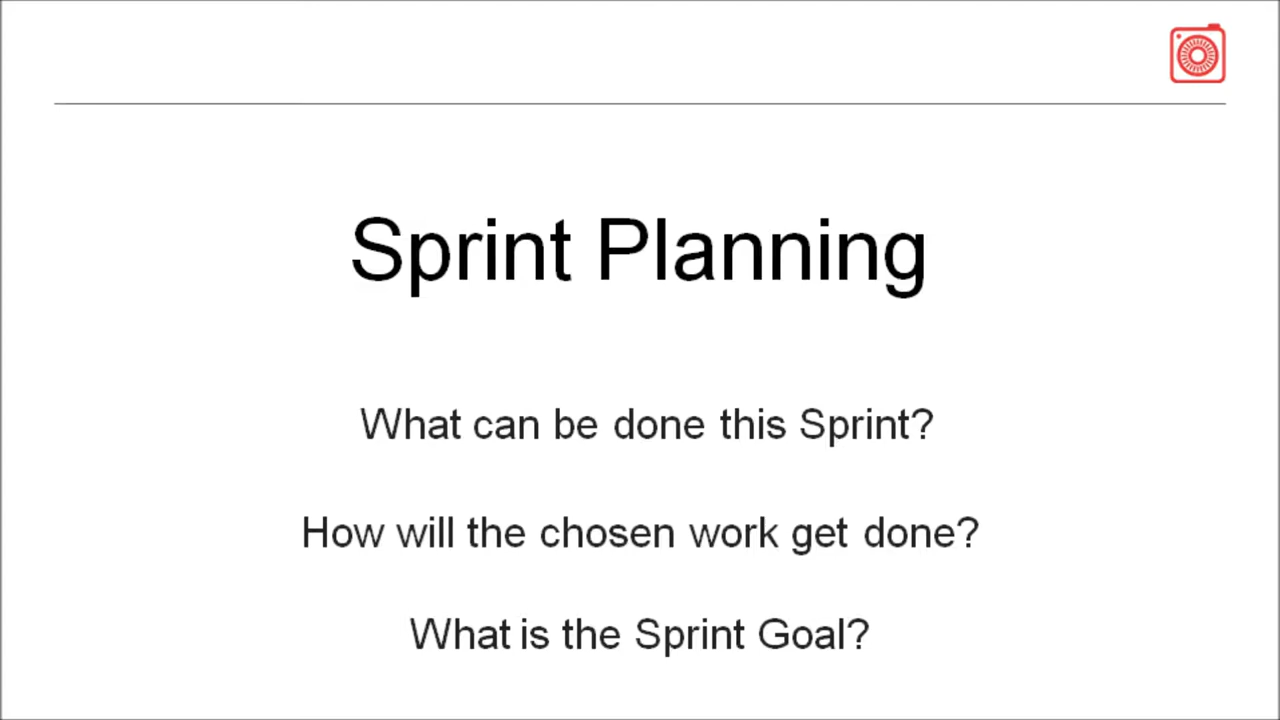 Sprint Planning
What can be done this Sprint?
How will the chosen work get done?
What is the Sprint Goal?